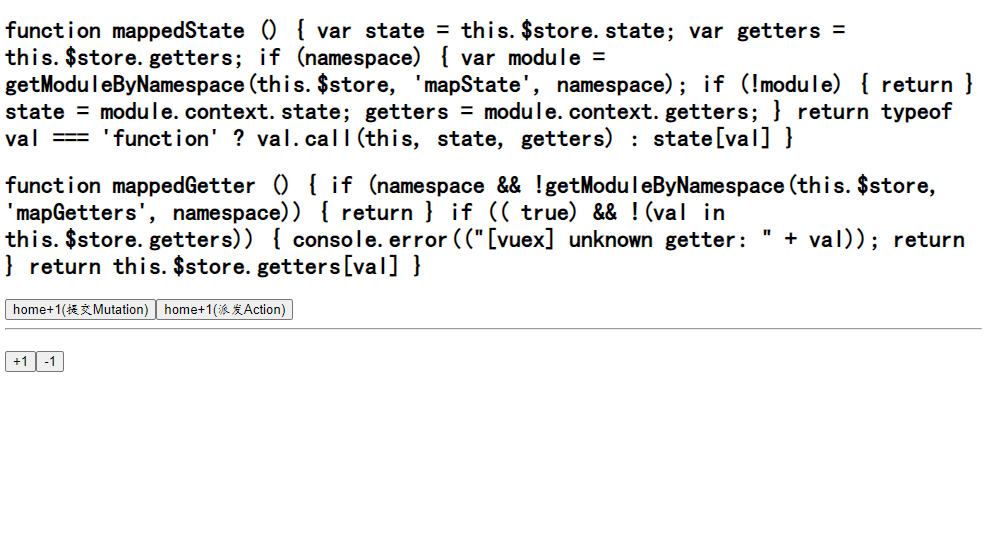 function mappedState () { var state = this.$store.state; var getters =
this.$store.getters; if (namespace) { var module =
getModuleByNamespace(this.$store, 'mapState', namespace); if (!module) { return }
state = module.context.state; getters = module.context.getters; } return typeof
val === 'function' ? val.call(this, state, getters) : state[val] }
function mappedGetter () { if (namespace && !getModuleByNamespace(this.$store,
'mapGetters', namespace)) { return } if (( true) && !(val in
this.$store.getters)) { console.error(("[vuex] unknown getter: " + val)); return
} return this.$store.getters[val] }
home+1(提交Mutation) home+1(派发Action)
+1 -1